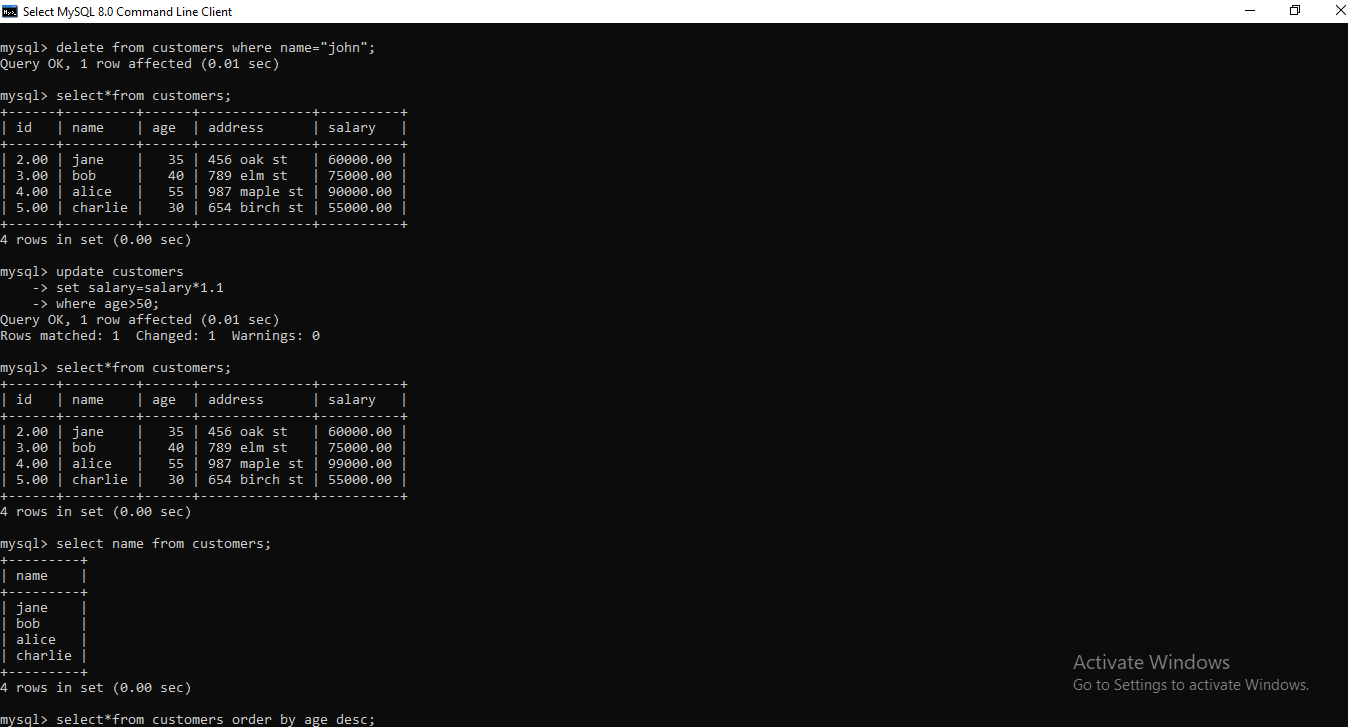 Select MySQL 8.0 Command Line Client
mysql> delete from customers where name="john";
Query OK, 1 row affected (0.01 sec)
mysql> select*from customers;
+------+---------+------+--------------+----------+
| id   | name    | age  | address      | salary   |
+------+---------+------+--------------+----------+
| 2.00 | jane    |   35 | 456 oak st   | 60000.00 |
| 3.00 | bob     |   40 | 789 elm st   | 75000.00 |
| 4.00 | alice   |   55 | 987 maple st | 90000.00 |
| 5.00 | charlie |   30 | 654 birch st | 55000.00 |
+------+---------+------+--------------+----------+
4 rows in set (0.00 sec)
mysql> update customers
    -> set salary=salary*1.1
    -> where age>50;
Query OK, 1 row affected (0.01 sec)
Rows matched: 1  Changed: 1  Warnings: 0
mysql> select*from customers;
+------+---------+------+--------------+----------+
| id   | name    | age  | address      | salary   |
+------+---------+------+--------------+----------+
| 2.00 | jane    |   35 | 456 oak st   | 60000.00 |
| 3.00 | bob     |   40 | 789 elm st   | 75000.00 |
| 4.00 | alice   |   55 | 987 maple st | 99000.00 |
| 5.00 | charlie |   30 | 654 birch st | 55000.00 |
+------+---------+------+--------------+----------+
4 rows in set (0.00 sec)
mysql> select name from customers;
+---------+
| name    |
+---------+
| jane    |
| bob     |
| alice   |
| charlie |
+---------+
4 rows in set (0.00 sec)
mysql> select*from customers order by age desc;
Activate Windows
Go to Settings to activate Windows.